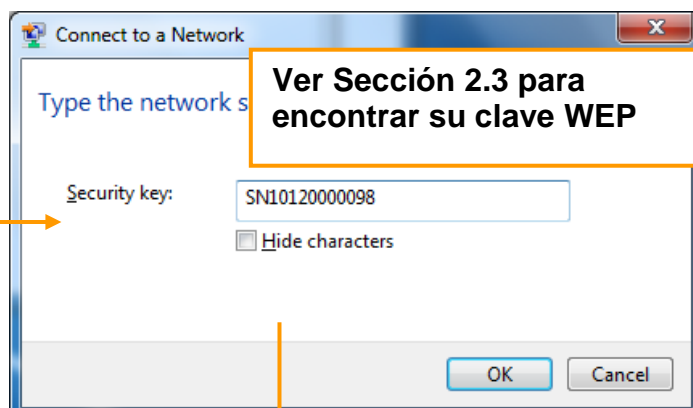 Connect to a Network
Ver Sección 2.3 para
encontrar su clave WEP
Type the network s
Security key:
SN10120000098
Hide characters
OK
Cancel